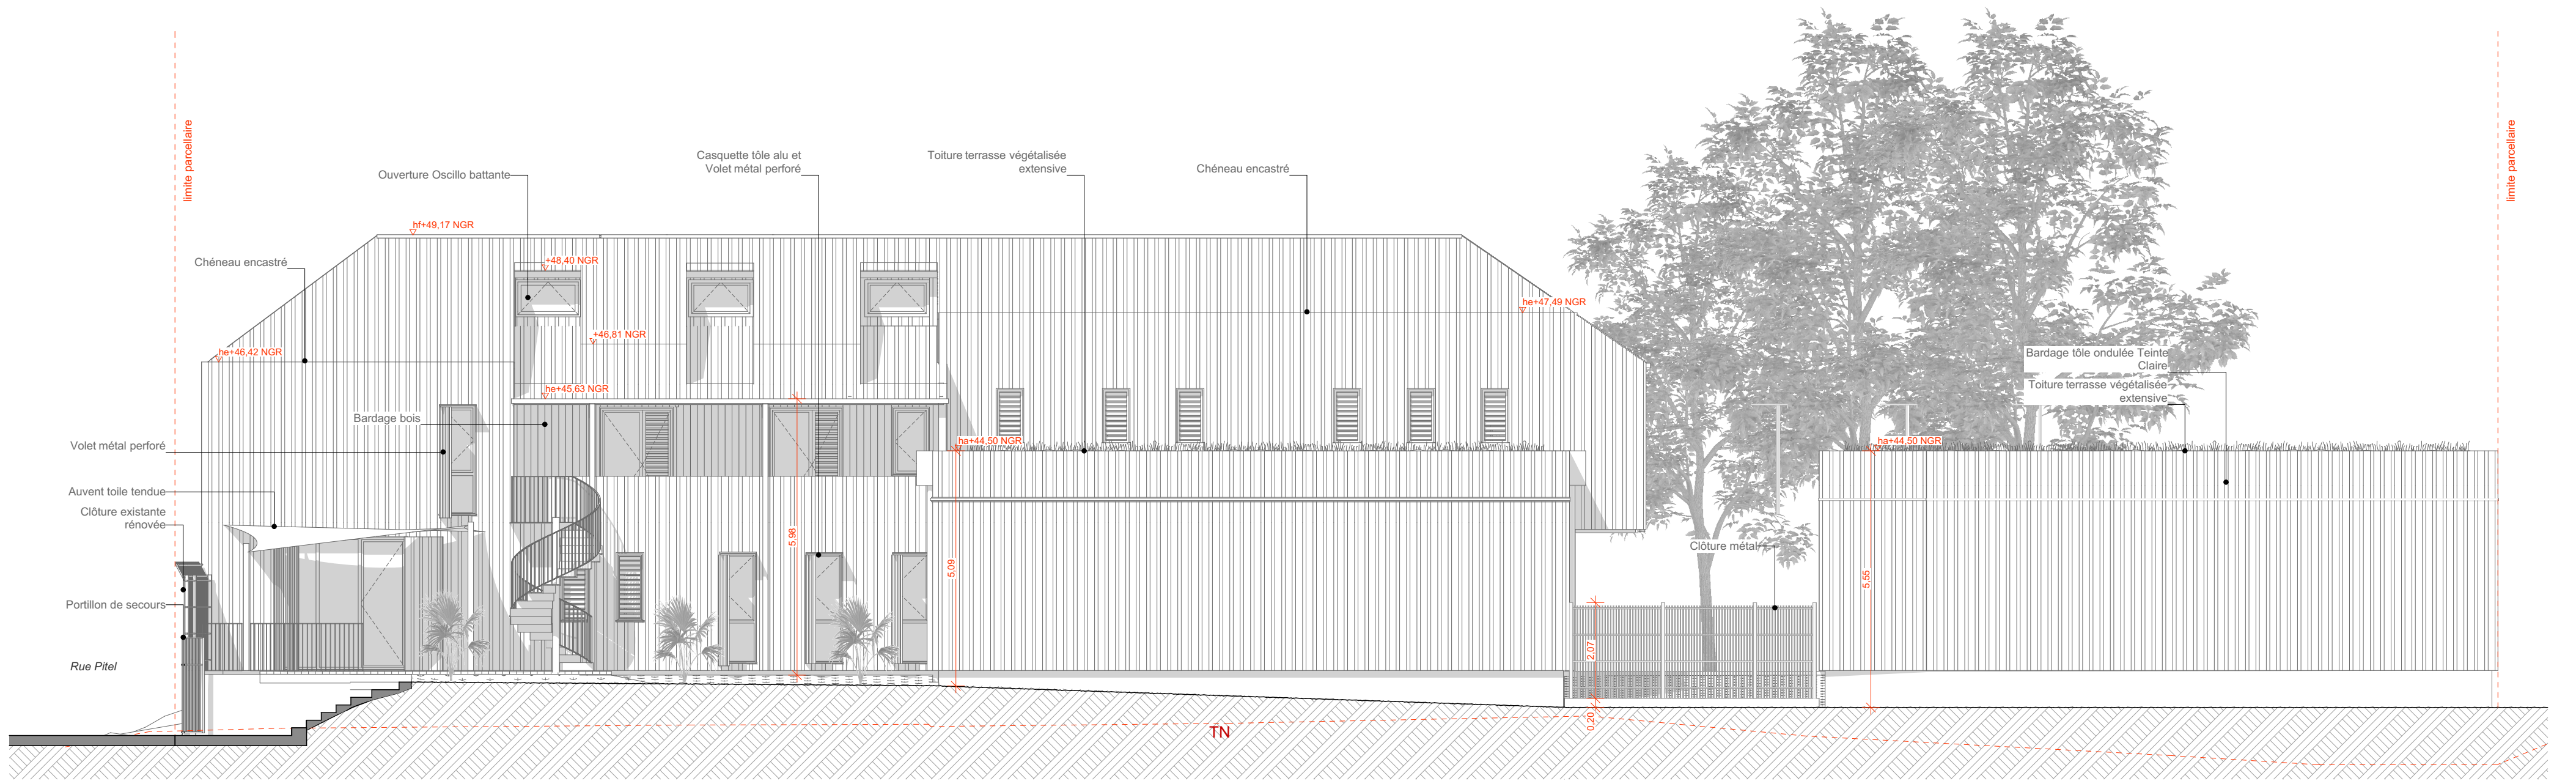 limite parcellaire
limite parcellaire
Casquette tôle alu et
Volet métal perforé
Toiture terrasse végétalisée
extensive
Chéneau encastré
Ouverture Oscillo battante
hf+49,17 NGR
Chéneau encastré
+48,40 NGR
he+47,49 NGR
+46,81 NGR
he+46,42 NGR
Bardage tôle ondulée Teinte
Claire
Toiture terrasse végétalisée
extensive
he+45,63 NGR
Bardage bois
Volet métal perforé
ha+44,50 NGR
ha+44,50 NGR
Auvent toile tendue
Clôture existante
rénovée
5,98
5,09
5,55
Clôture métal
Portillon de secours
2,07
Rue Pitel
0,20
TN